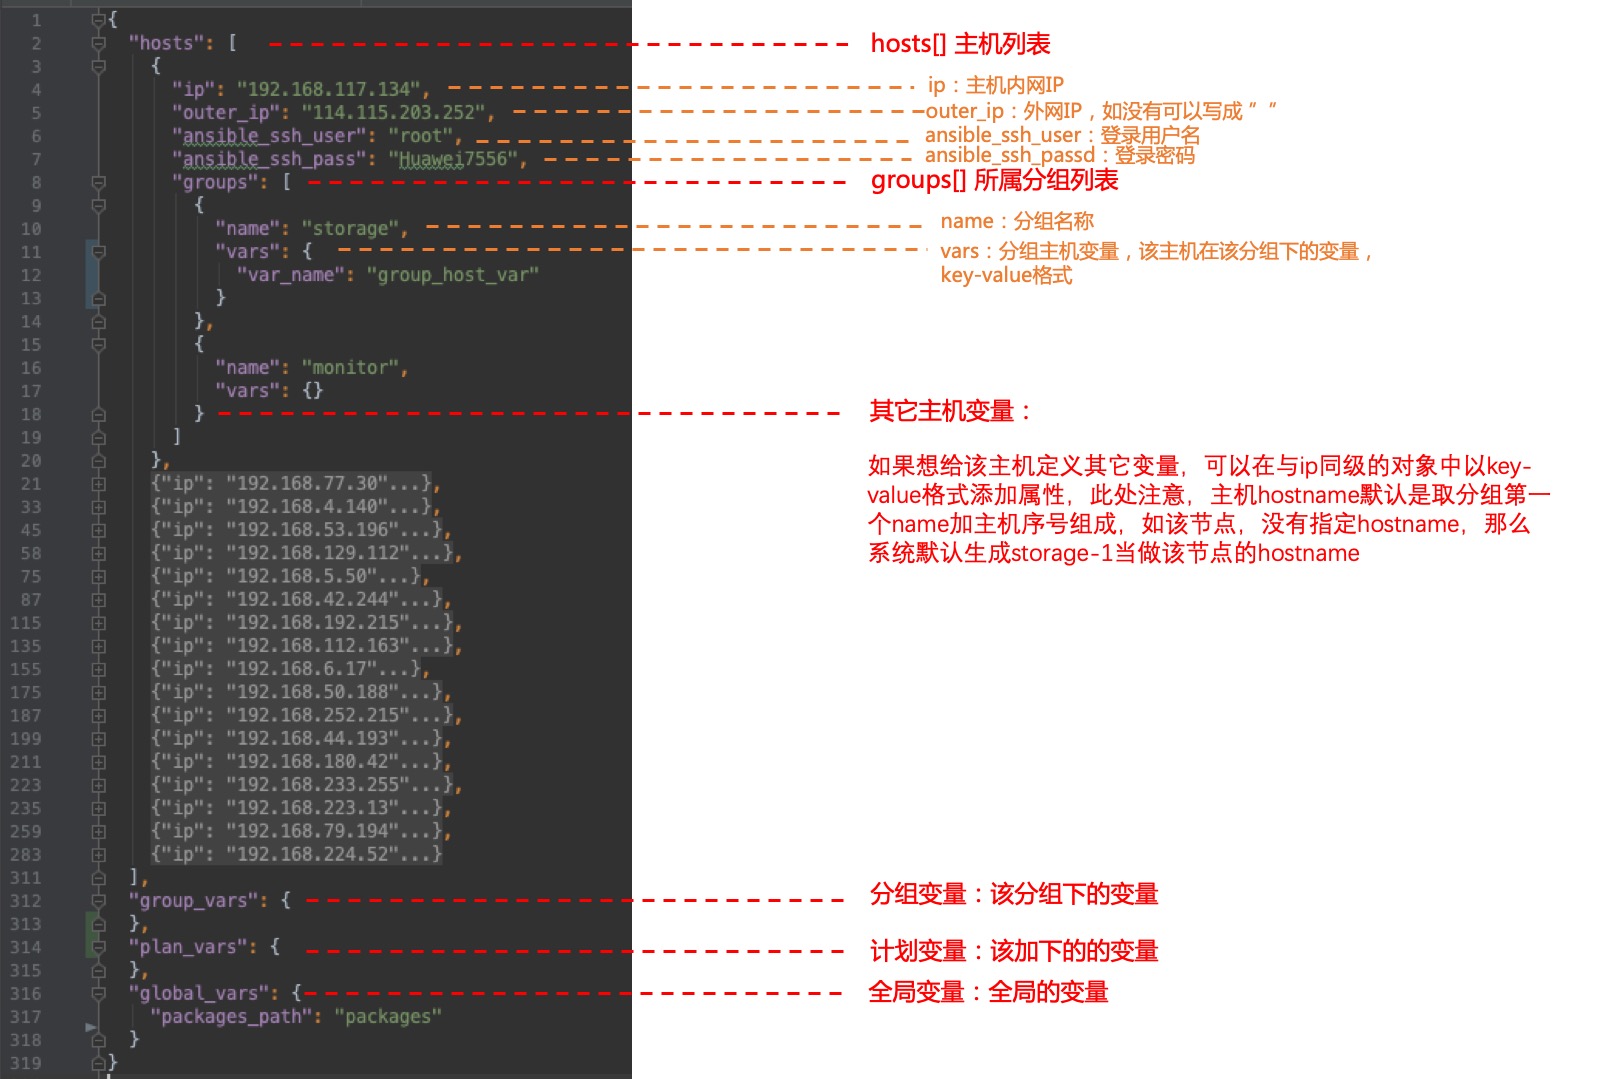 1 {
2 "hosts": [
hosts[] 主机列表
3 {
4 "ip": "192.168.117.134",
ip：主机内网IP
5 "outer_ip": "114.115.203.252",
outer_ip：外网IP，如没有可以写成＂ ＂
6 "ansible_ssh_user": "root",
ansible_ssh_user：登录用户名
7 "ansible_ssh_pass": "Huawei7556",
ansible_ssh_passd：登录密码
8 "groups": [
groups[] 所属分组列表
9 {
10 "name": "storage",
name：分组名称
11 "vars": {
vars：分组主机变量，该主机在该分组下的变量，
12 "var_name": "group_host_var"
key-value格式
13 }
14 },
15 {
16 "name": "monitor",
17 "vars": {}
18 }
其它主机变量：
19 ]
20 },
如果想给该主机定义其它变量，可以在与ip同级的对象中以key-
value格式添加属性，此处注意，主机hostname默认是取分组第一
个name加主机序号组成，如该节点，没有指定hostname，那么
系统默认生成storage-1当做该节点的hostname
21 {"ip": "192.168.77.30"...},
33 {"ip": "192.168.4.140"...},
45 {"ip": "192.168.53.196"...},
58 {"ip": "192.168.129.112"...},
75 {"ip": "192.168.5.50"...},
87 {"ip": "192.168.42.244"...},
115 {"ip": "192.168.192.215"...},
135 {"ip": "192.168.112.163"...},
155 {"ip": "192.168.6.17"...},
175 {"ip": "192.168.50.188"...},
187 {"ip": "192.168.252.215"...},
199 {"ip": "192.168.44.193"...},
211 {"ip": "192.168.180.42"...},
223 {"ip": "192.168.233.255"...},
235 {"ip": "192.168.223.13"...},
259 {"ip": "192.168.79.194"...},
283 {"ip": "192.168.224.52"...}
311 ],
312 "group_vars": {
分组变量：该分组下的变量
313 },
314 "plan_vars": {
计划变量：该加下的的变量
315 },
316 "global_vars": {
全局变量：全局的变量
317 "packages_path": "packages"
318 }
319 }